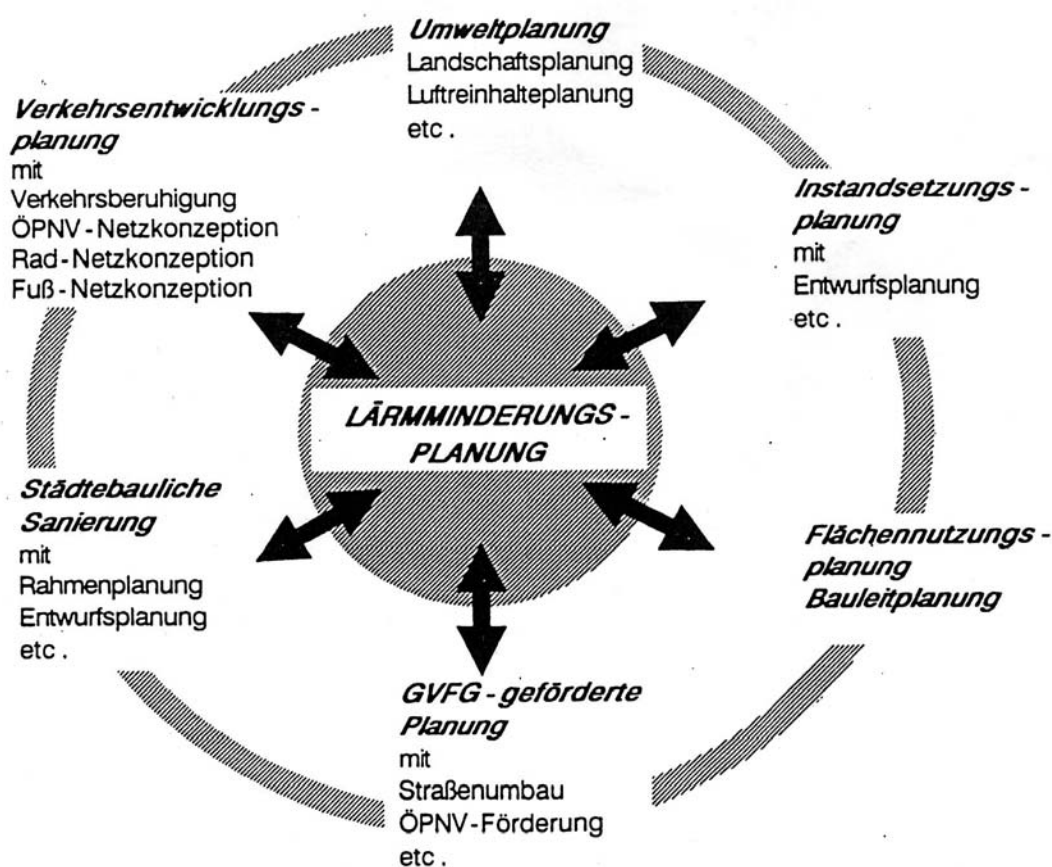 Umweltplanung
Landschaftsplanung
Luftreinhalteplanung
etc .
Verkehrsentwicklungs -
planung
mit
Verkehrsberuhigung
ÖPNV - Netzkonzeption
Rad - Netzkonzeption
Fuß - Netzkonzeption
Instandsetzungs -
planung
mit
Entwurfsplanung
etc .
LÄRMMINDERUNGS -
PLANUNG
Städtebauliche
Sanierung
mit
Rahmenplanung
Entwurfsplanung
etc .
Flächennutzungs -
planung
Bauleitplanung
GVFG - geförderte
Planung
mit
Straßenumbau
ÖPNV-Förderung
etc .